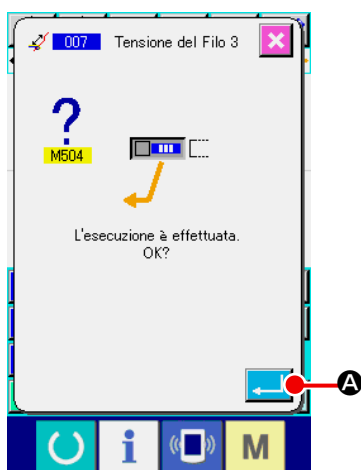 007 Tensione del Filo 3
?
M504
L'esecuzione è effettuata.
OK?
A
i M